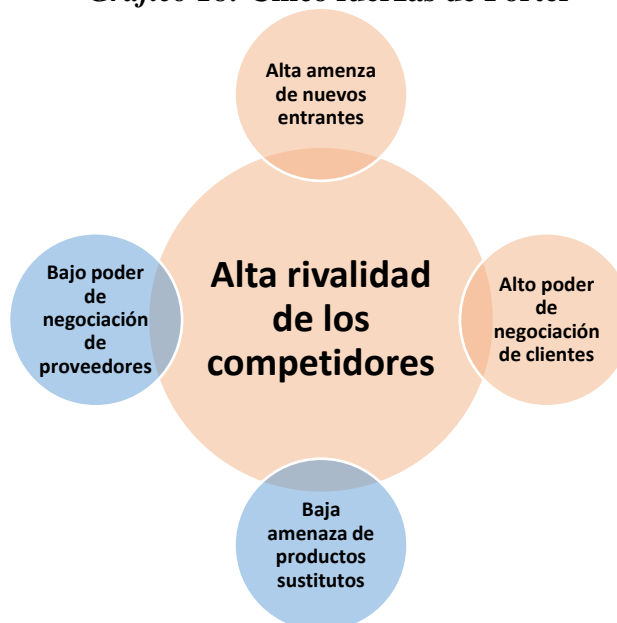 Alta amenza
de nuevos
entrantes
Bajo poder
de
negociación
de
proveedores
Alta rivalidad
de los
competidores
Alto poder
de
negociación
de clientes
Baja
amenaza de
productos
sustitutos